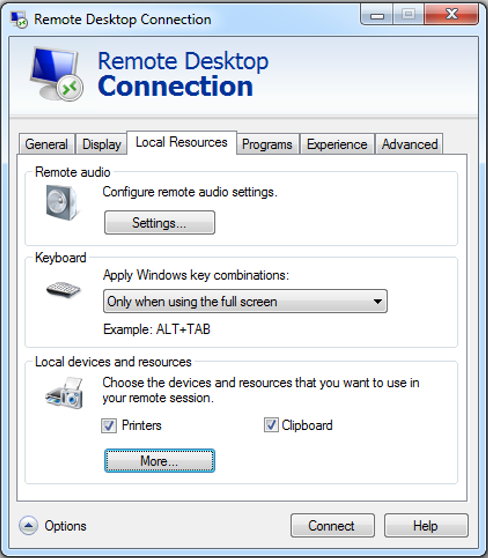 Remote Desktop Connection
Remote Desktop
Connection
General Display Local Resources Programs Experience Advanced
Remote audio
Configure remote audio settings.
Settings...
Keyboard
Apply Windows key combinations:
Only when using the full screen
Example: ALT+TAB
Local devices and resources
Choose the devices and resources that you want to use in
your remote session.
Printers Clipboard
More...
Options Connect Help